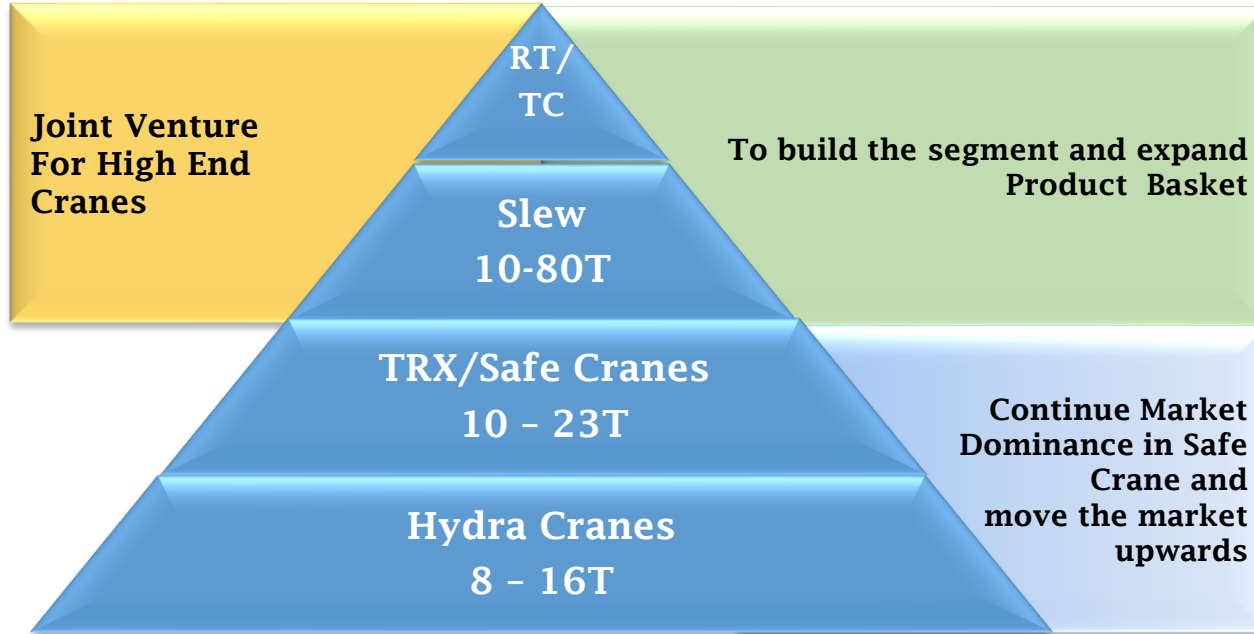 RT/
TC
Joint Venture
For High End
Cranes
To build the segment and expand
Product Basket
Slew
10-80T
TRX/Safe Cranes
10 – 23T
Continue Market
Dominance in Safe
Crane and
move the market
upwards
Hydra Cranes
8 – 16T